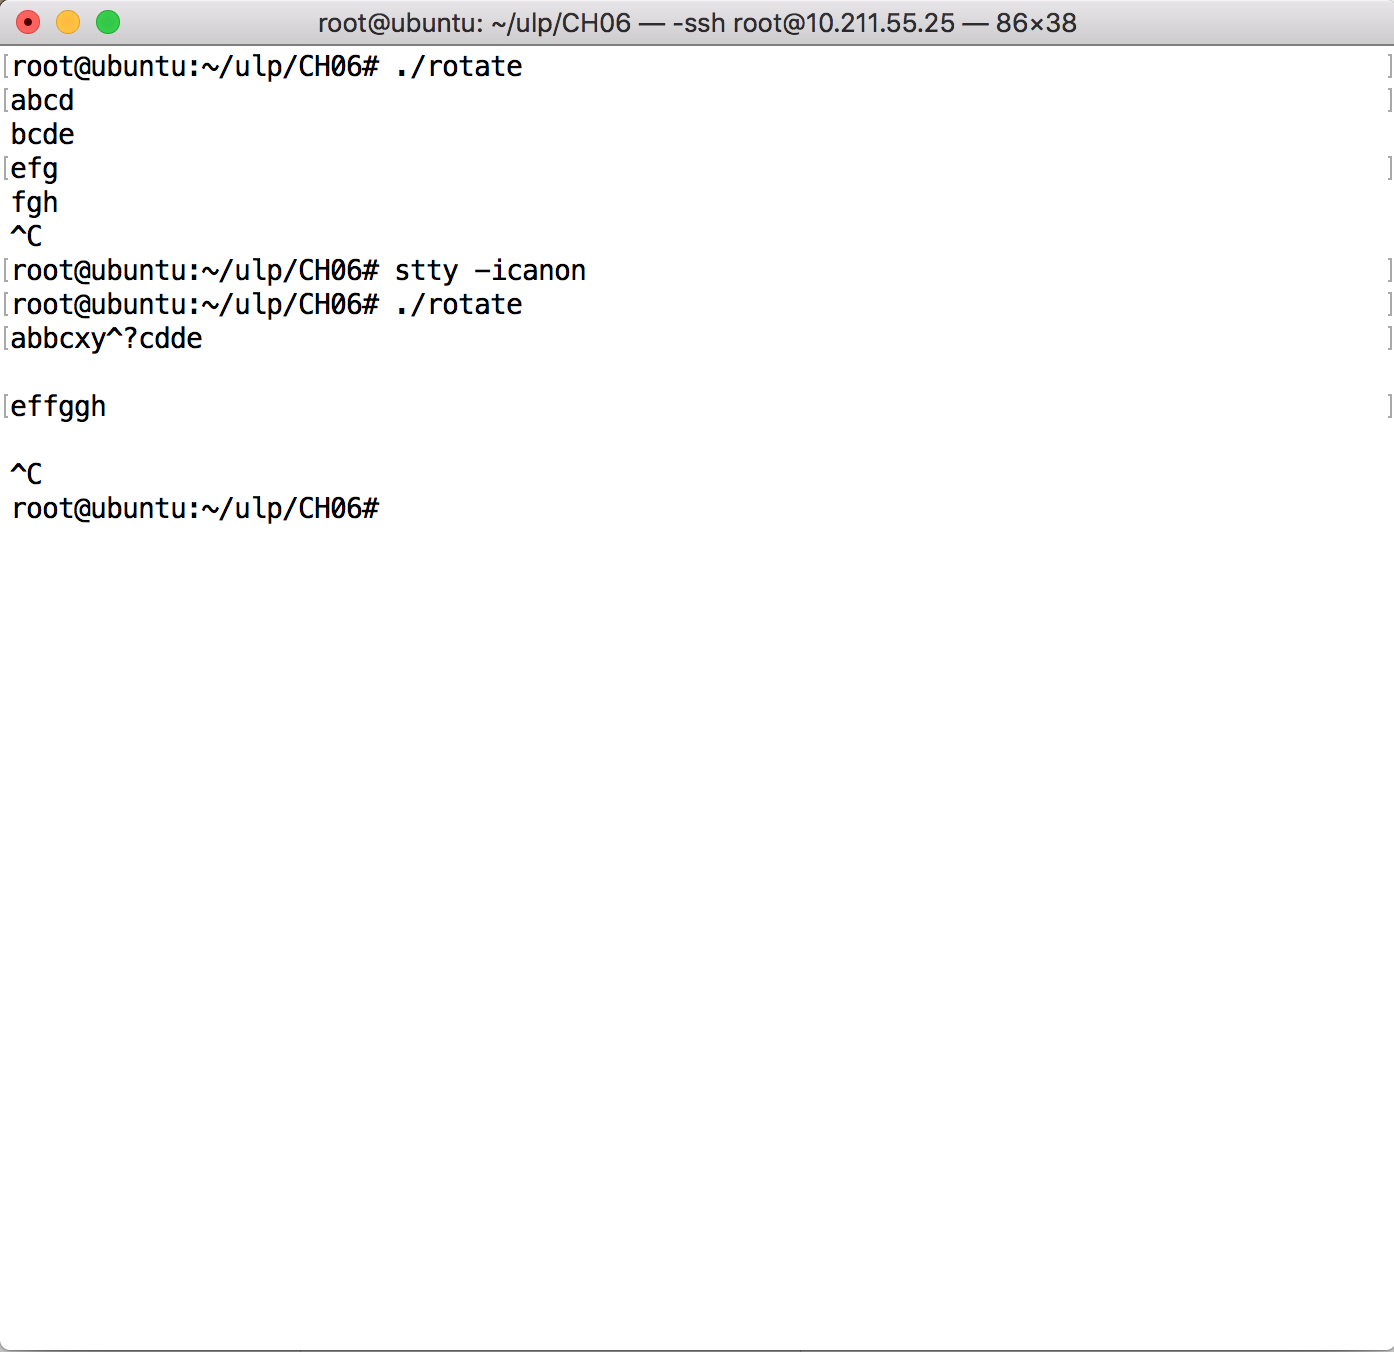 root@ubuntu: ~/ulp/CH06 — -ssh root@10.211.55.25 — 86×38
[root@ubuntu:~/ulp/CH06# ./rotate ]
[abcd ]
bcde
[efg ]
fgh
^C
[root@ubuntu:~/ulp/CH06# stty -icanon ]
[root@ubuntu:~/ulp/CH06# ./rotate ]
[abbcxy^?cdde ]
[effggh ]
^C
root@ubuntu:~/ulp/CH06#